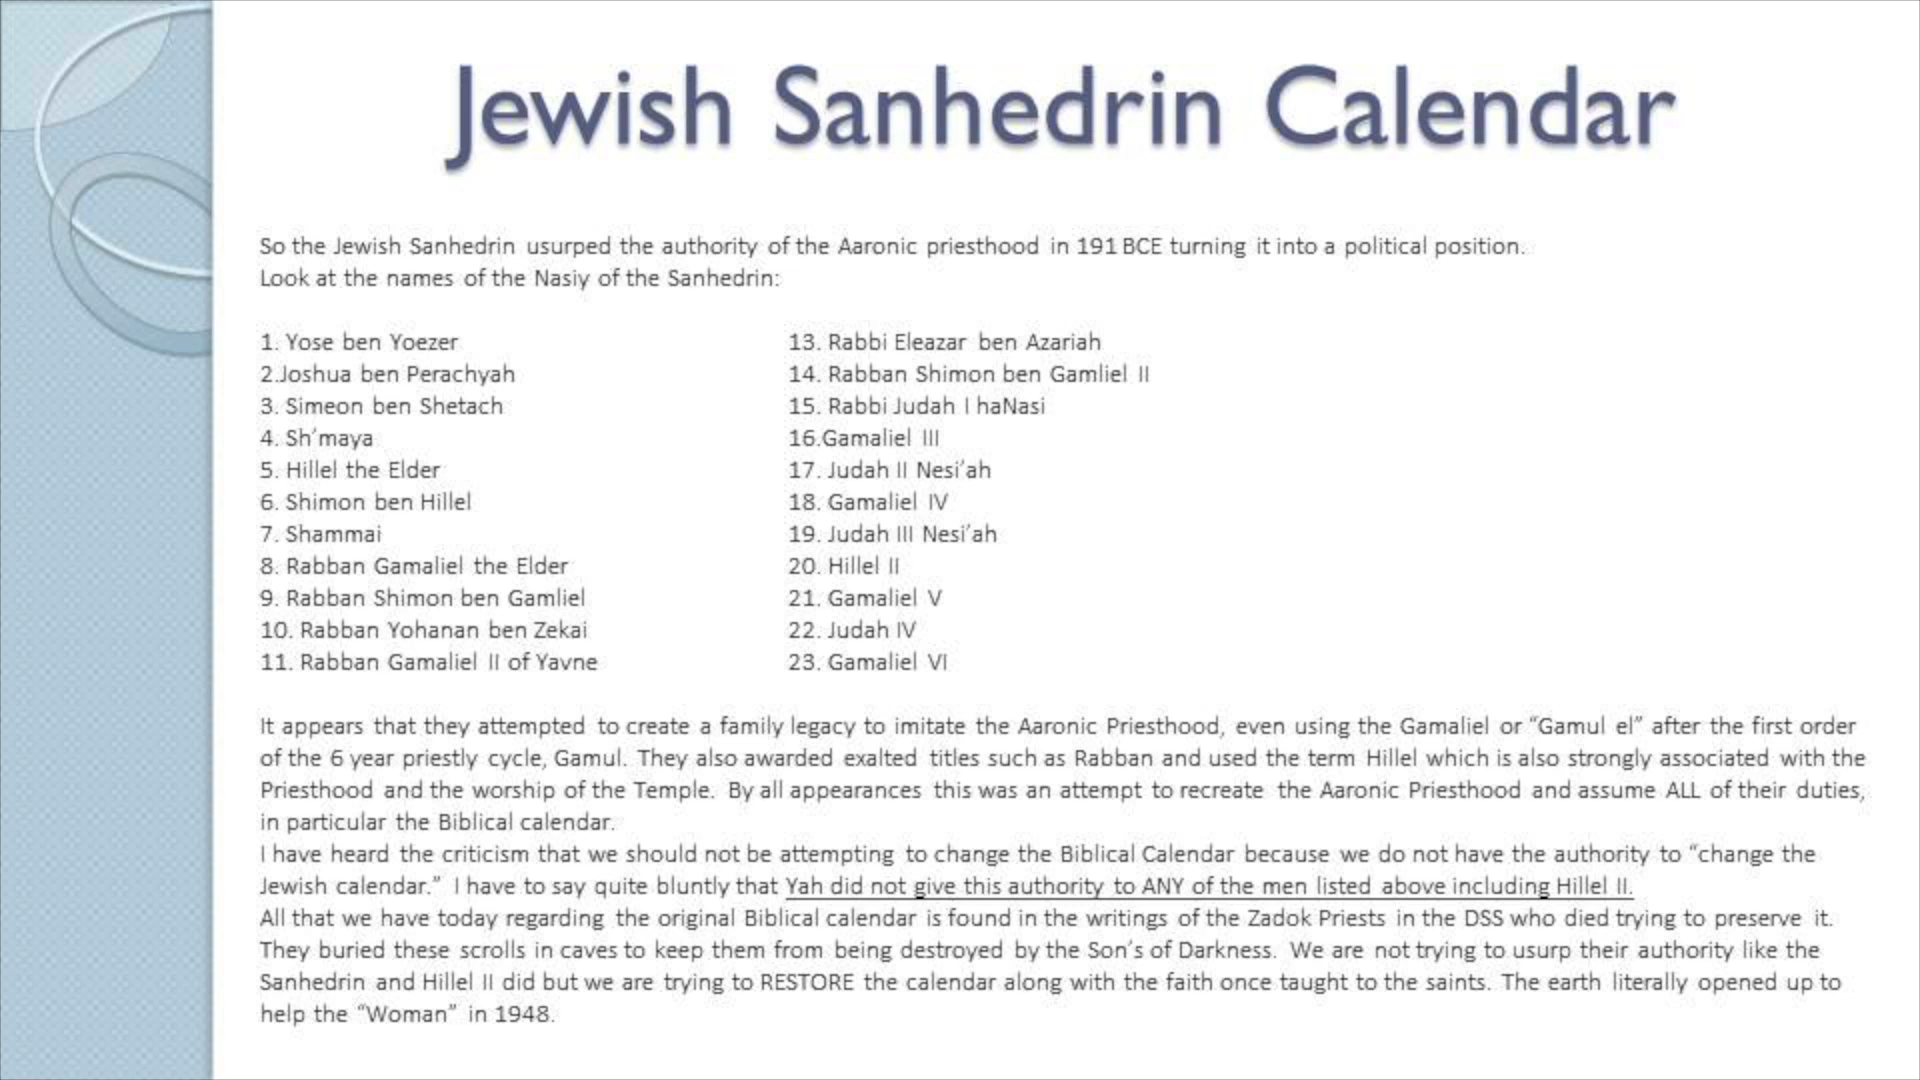 Jewish Sanhedrin Calendar
So the Jewish Sanhedrin usurped the authority of the Aaronic priesthood in 191 BCE turning it into a political position.
Look at the names of the Nasiy of the Sanhedrin:
1. Yose ben Yoezer
2.Joshua ben Perachyah
3. Simeon ben Shetach
4. Sh’maya
5. Hillel the Elder
6. Shimon ben Hillel
7. Shammai
8. Rabban Gamaliel the Elder
9. Rabban Shimon ben Gamliel
10. Rabban Yohanan ben Zekai
11. Rabban Gamaliel II of Yavne
13. Rabbi Eleazar ben Azariah
14. Rabban Shimon ben Gamliel II
15. Rabbi Judah I haNasi
16.Gamaliel III
17. Judah II Nesi’ah
18. Gamaliel IV
19. Judah III Nesi’ah
20. Hillel II
21. Gamaliel V
22. Judah IV
23. Gamaliel VI
It appears that they attempted to create a family legacy to imitate the Aaronic Priesthood, even using the Gamaliel or “Gamul el” after the first order
of the 6 year priestly cycle, Gamul. They also awarded exalted titles such as Rabban and used the term Hillel which is also strongly associated with the
Priesthood and the worship of the Temple. By all appearances this was an attempt to recreate the Aaronic Priesthood and assume ALL of their duties,
in particular the Biblical calendar.
I have heard the criticism that we should not be attempting to change the Biblical Calendar because we do not have the authority to “change the
Jewish calendar.” I have to say quite bluntly that Yah did not give this authority to ANY of the men listed above including Hillel II.
All that we have today regarding the original Biblical calendar is found in the writings of the Zadok Priests in the DSS who died trying to preserve it.
They buried these scrolls in caves to keep them from being destroyed by the Son’s of Darkness. We are not trying to usurp their authority like the
Sanhedrin and Hillel II did but we are trying to RESTORE the calendar along with the faith once taught to the saints. The earth literally opened up to
help the “Woman” in 1948.